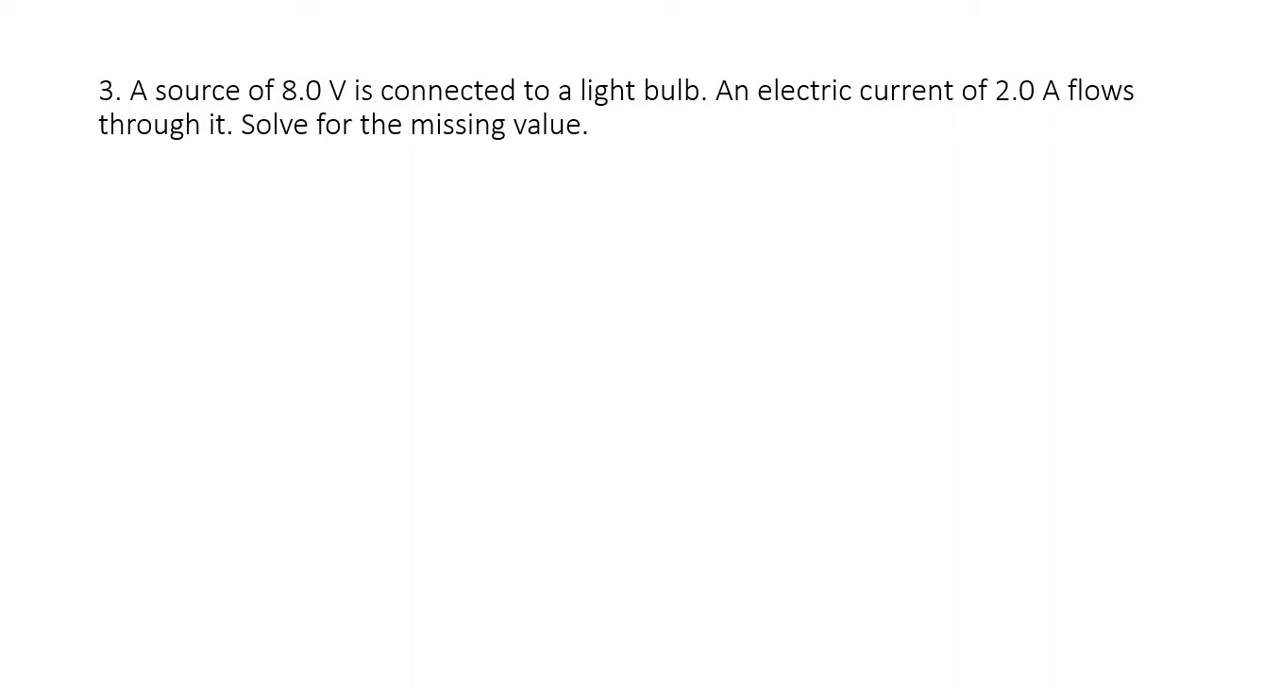 3. A source of 8.0 V is connected to a light bulb. An electric current of 2.0 A flows
through it. Solve for the missing value.